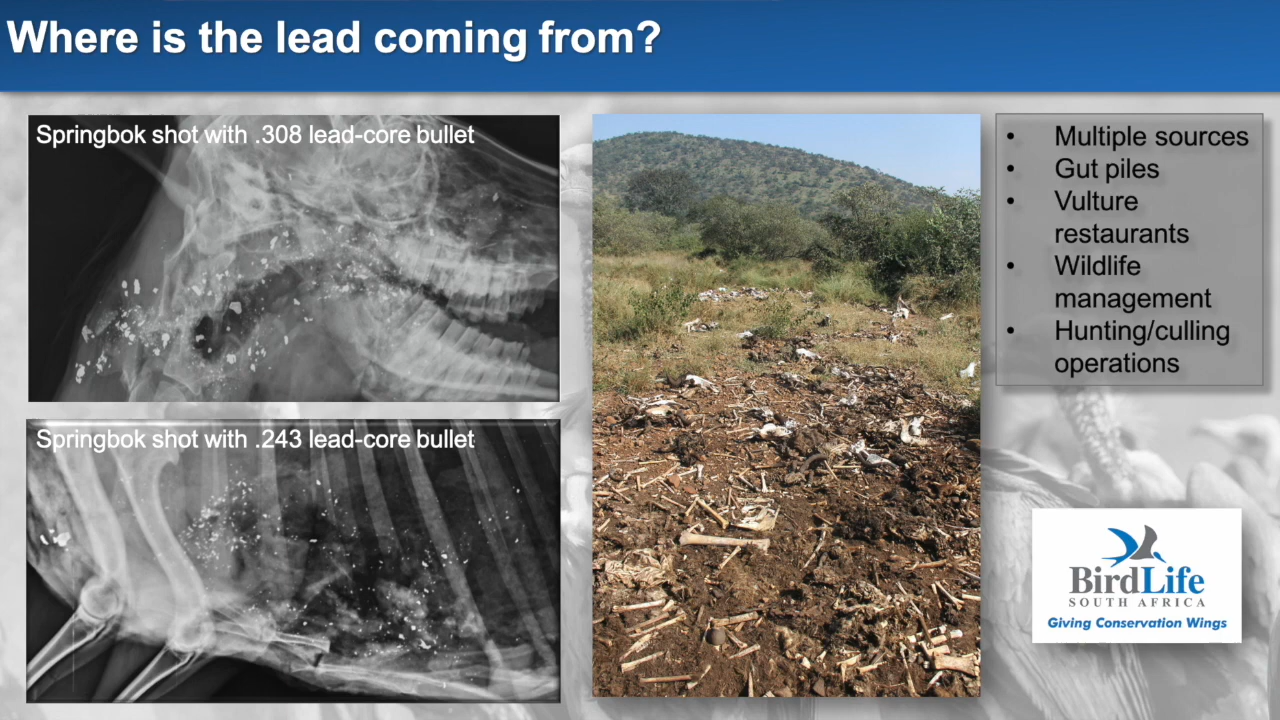 Where is the lead coming from?
Springbok shot with .308 lead-core bullet
Springbok shot with .243 lead-core bullet
• Multiple sources
• Gut piles
• Vulture
restaurants
• Wildlife
management
• Hunting/culling
operations
BirdLife
SOUTH AFRICA
Giving Conservation Wings